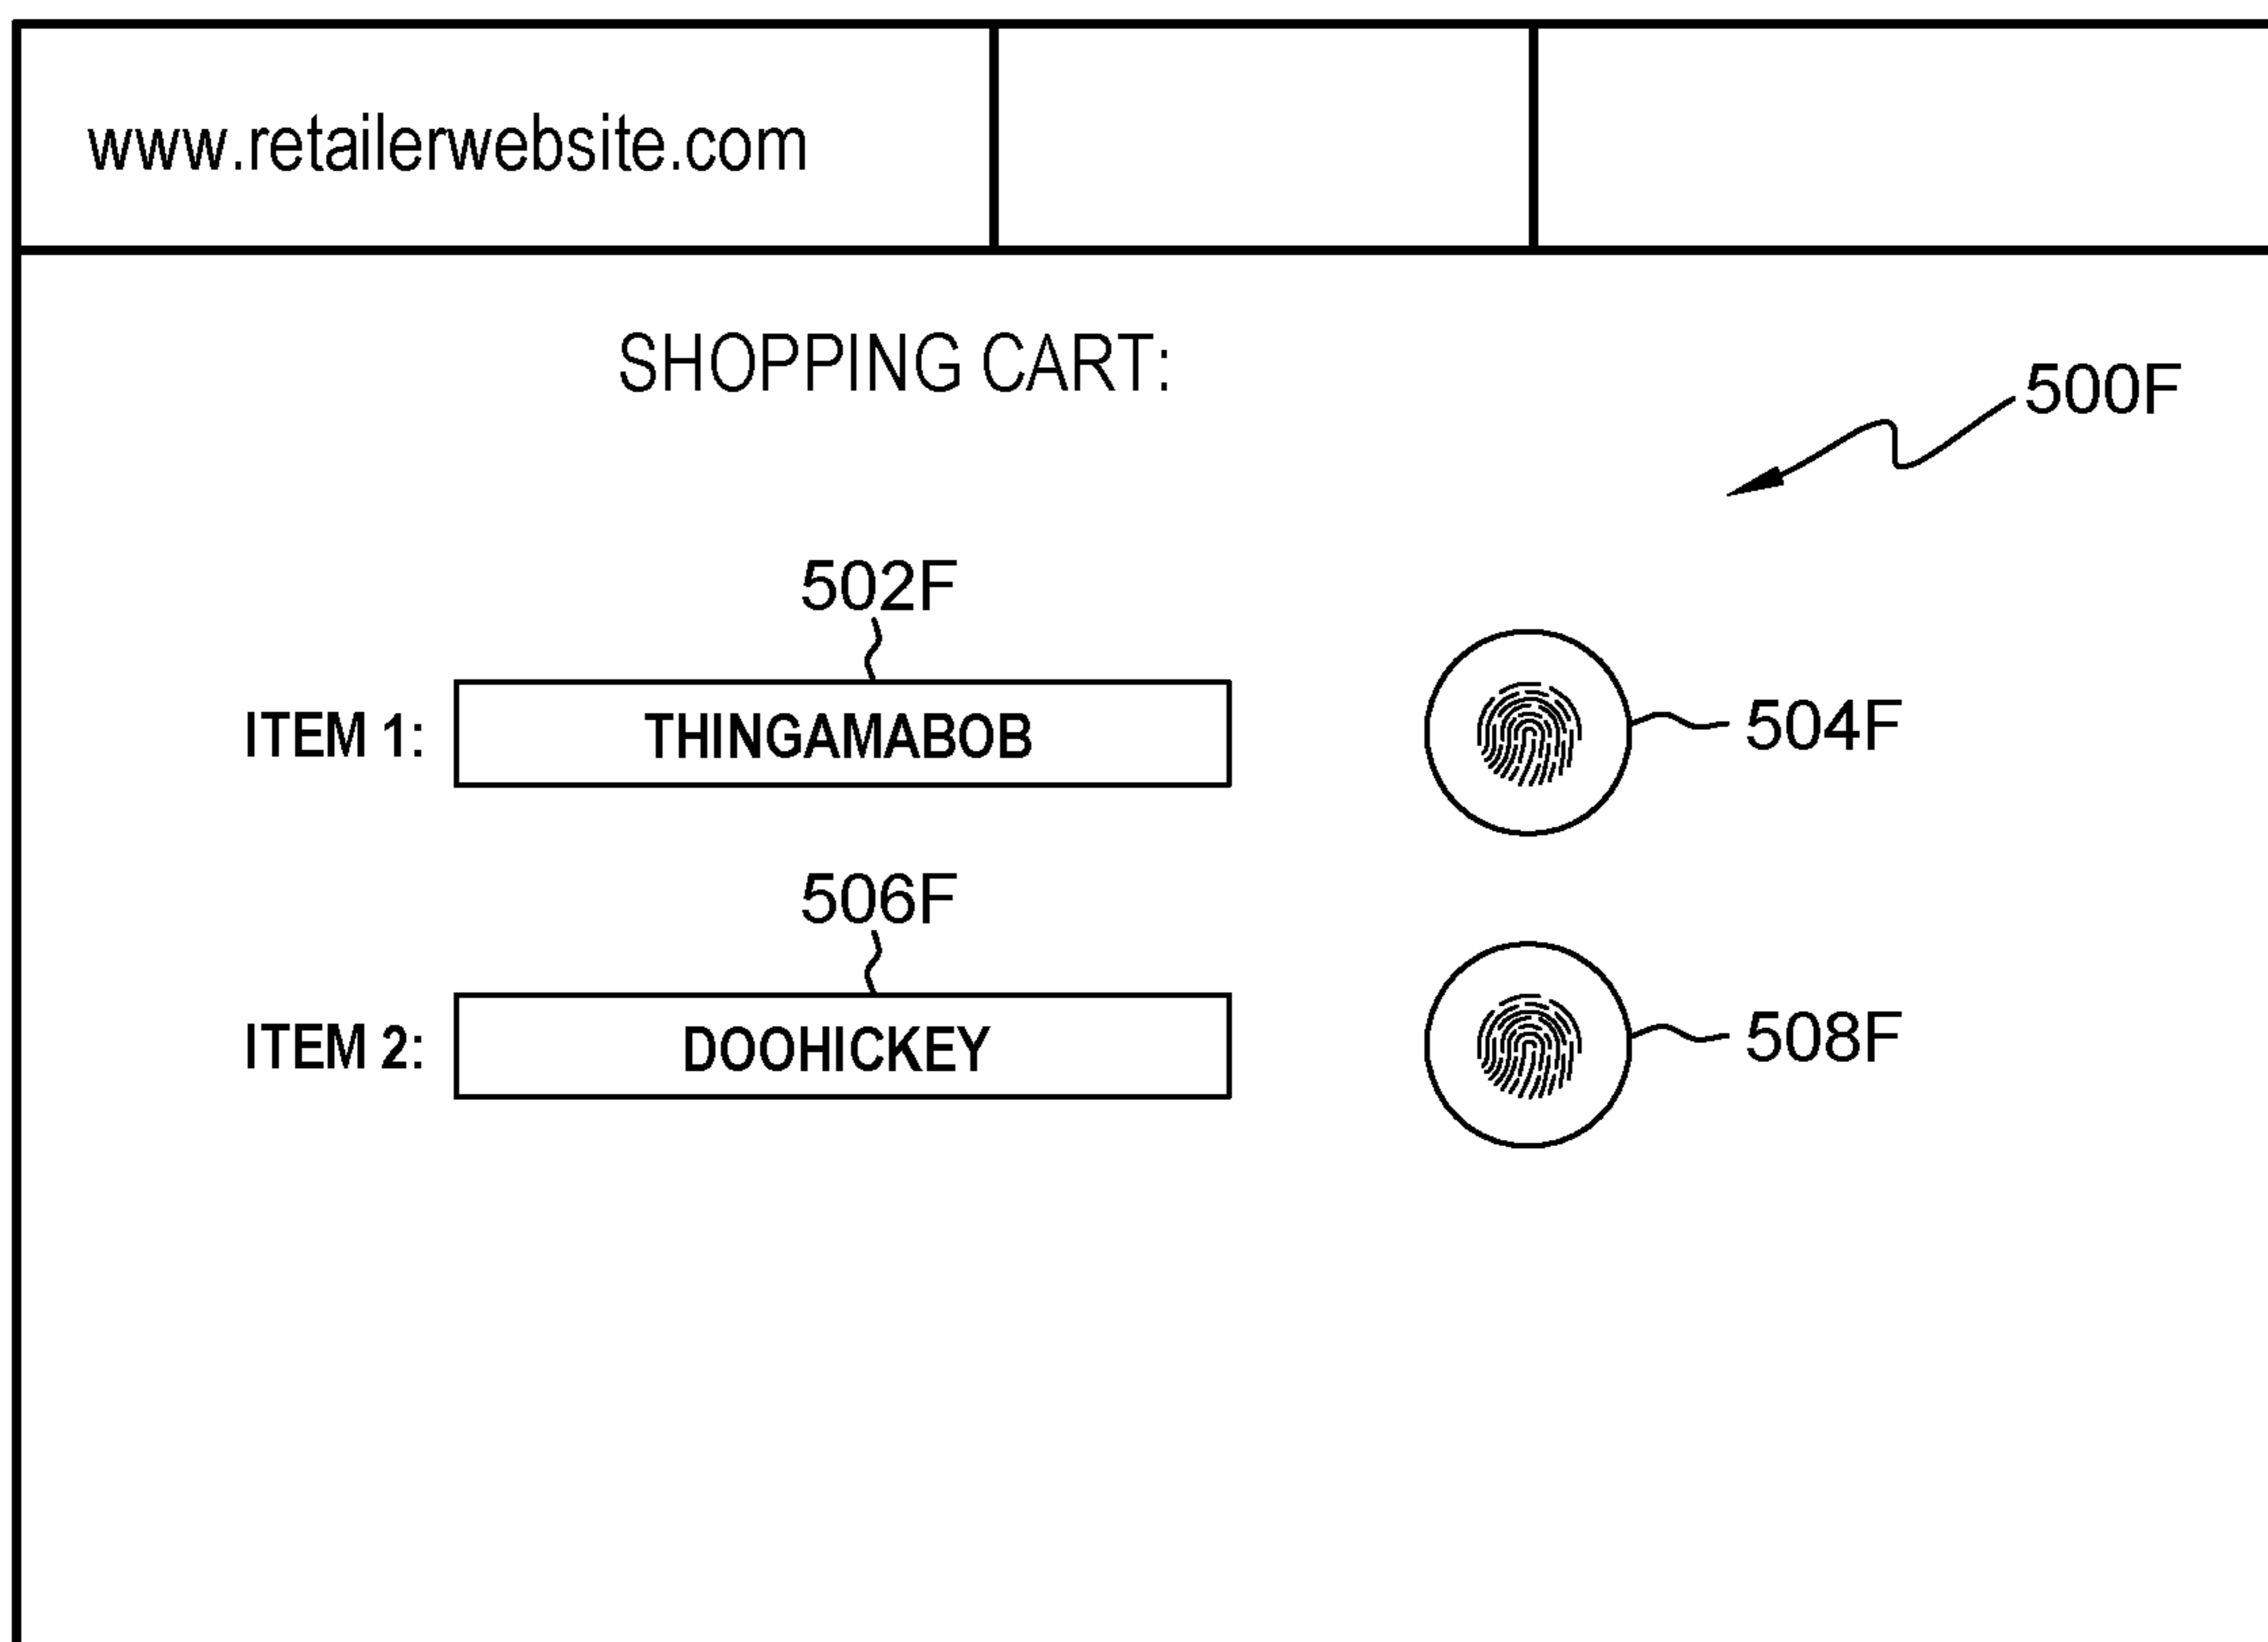 www.retailerwebsite.com
SHOPPING CART:
500F
502F
ITEM 1: THINGAMABOB 504F
506F
ITEM 2: DOOHICKEY 508F